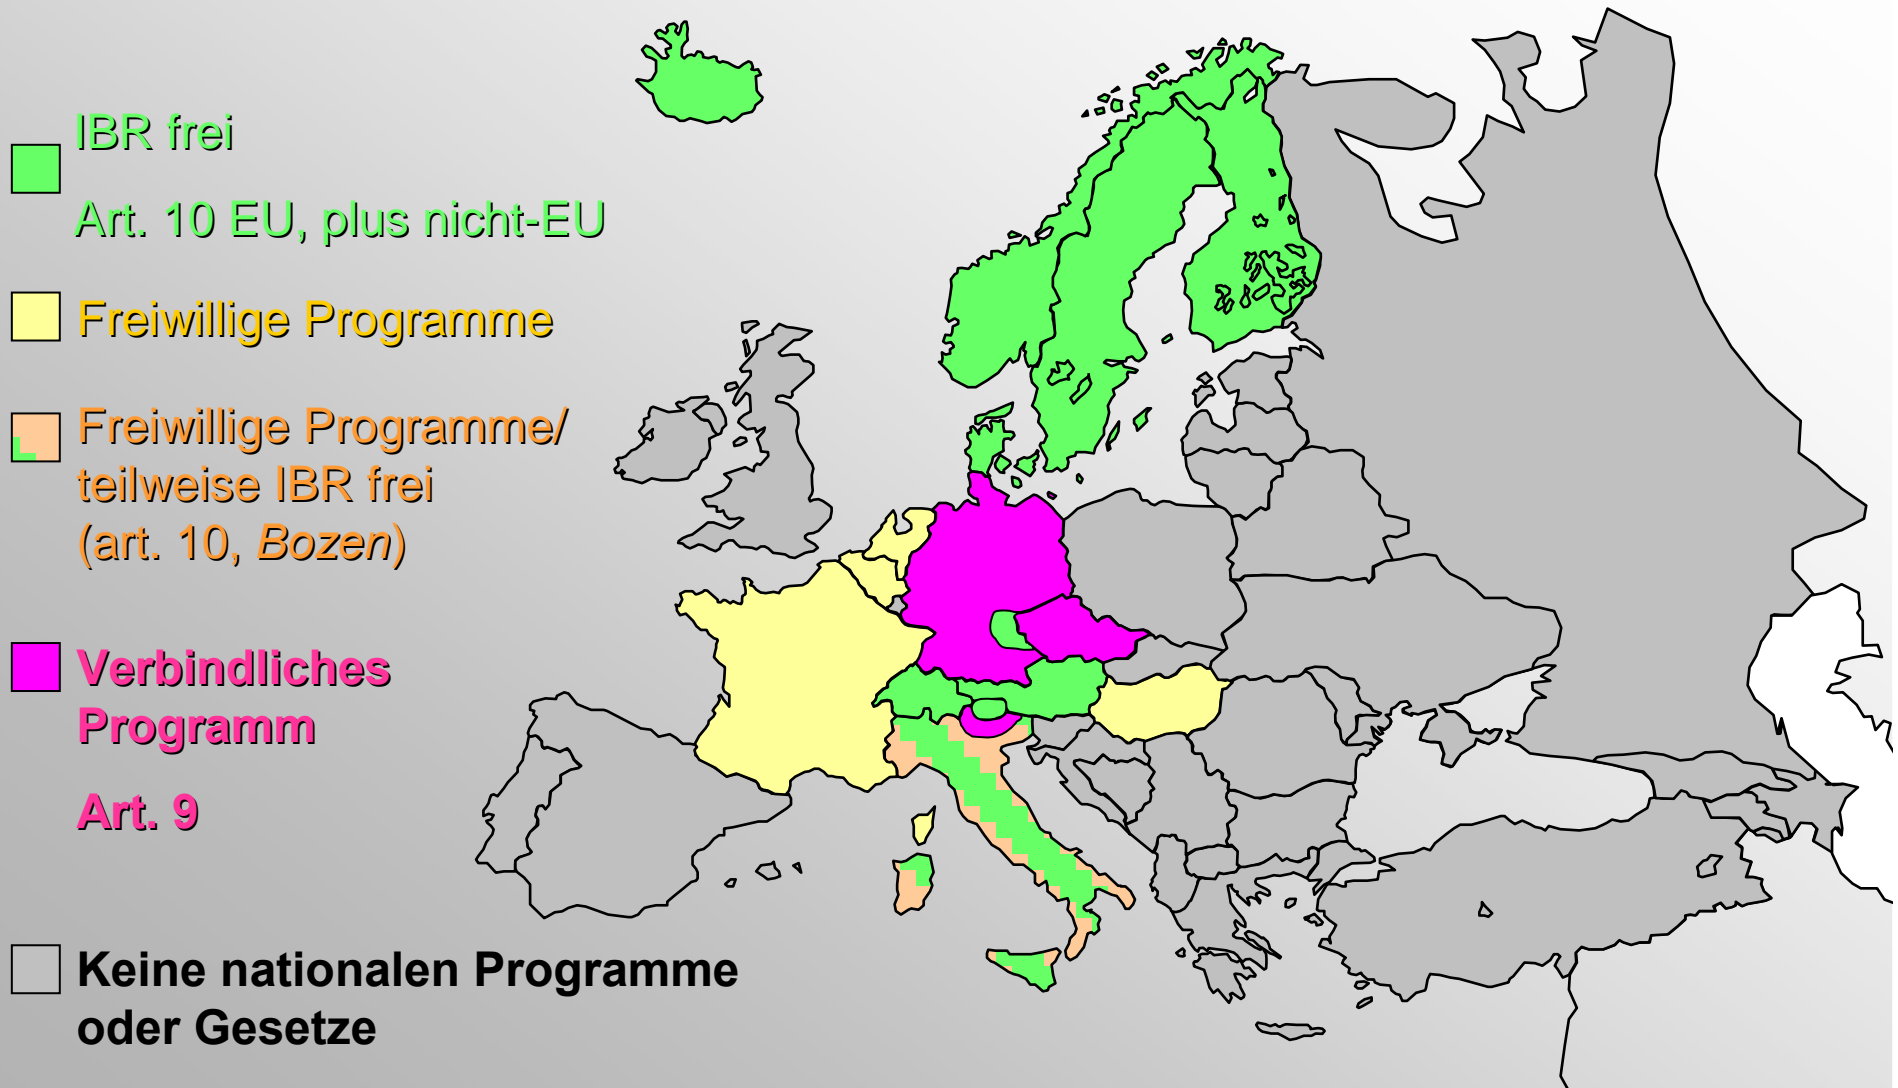 IBR frei
Art. 10 EU, plus nicht-EU
Freiwillige Programme
Freiwillige Programme/
teilweise IBR frei
(art. 10, Bozen)
Verbindliches
Programm
Art. 9
Keine nationalen Programme
oder Gesetze